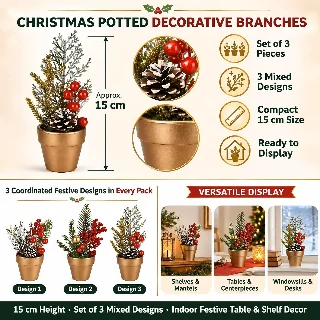 CHRISTMAS POTTED DECORATIVE BRANCHES
Approx.
15 cm
Set of 3
Pieces
3 Mixed
Designs
Compact
15 cm Size
Ready to
Display
3 Coordinated Festive Designs in Every Pack
Design 1
Design 2
Design 3
VERSATILE DISPLAY
Shelves &
Mantels
Tables &
Centerpieces
Windowsills &
Desks
15 cm Height · Set of 3 Mixed Designs · Indoor Festive Table & Shelf Decor